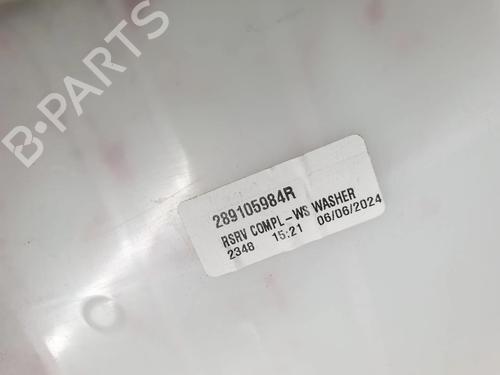 B-PARTS
289105984R
RSRV COMPL-WS WASHER
2348 15:21 06/06/2024